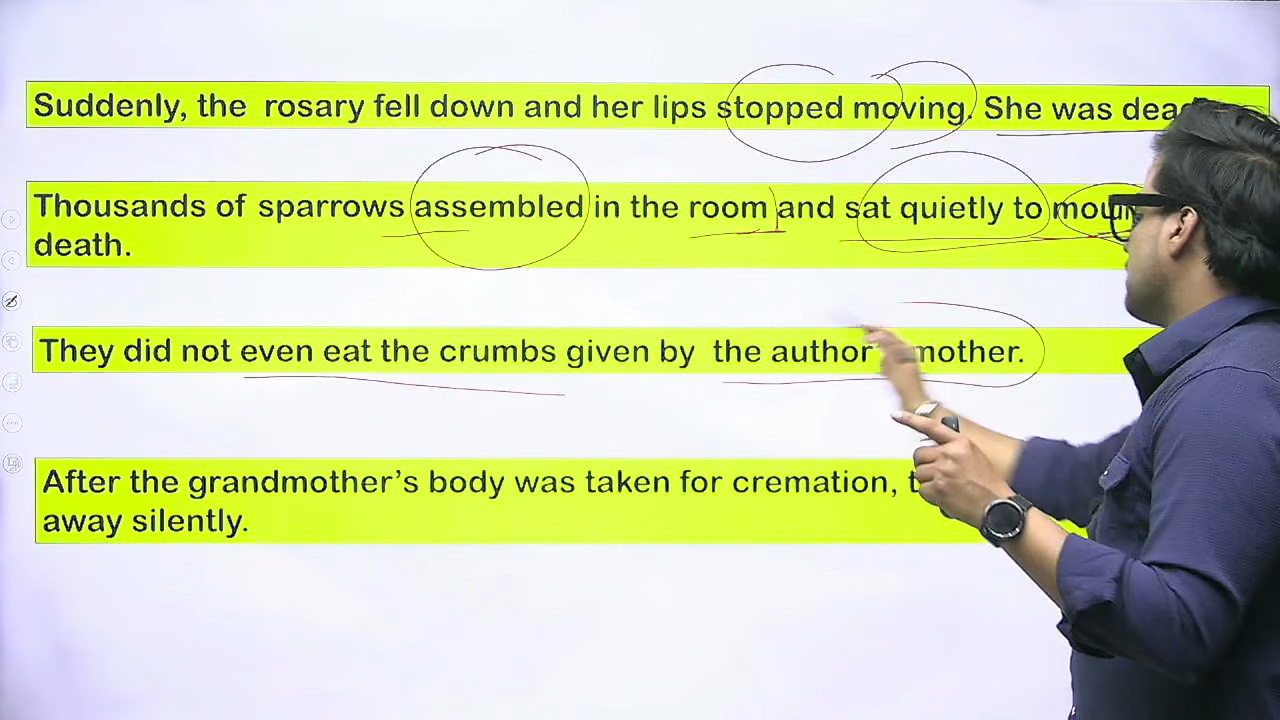 Suddenly, the rosary fell down and her lips stopped moving. She was
Thousands of sparrows assembled in the room and sat quietly to
death.
They did not even eat the crumbs given by the author mother.
After the grandmother's body was taken for cremation,
away silently.